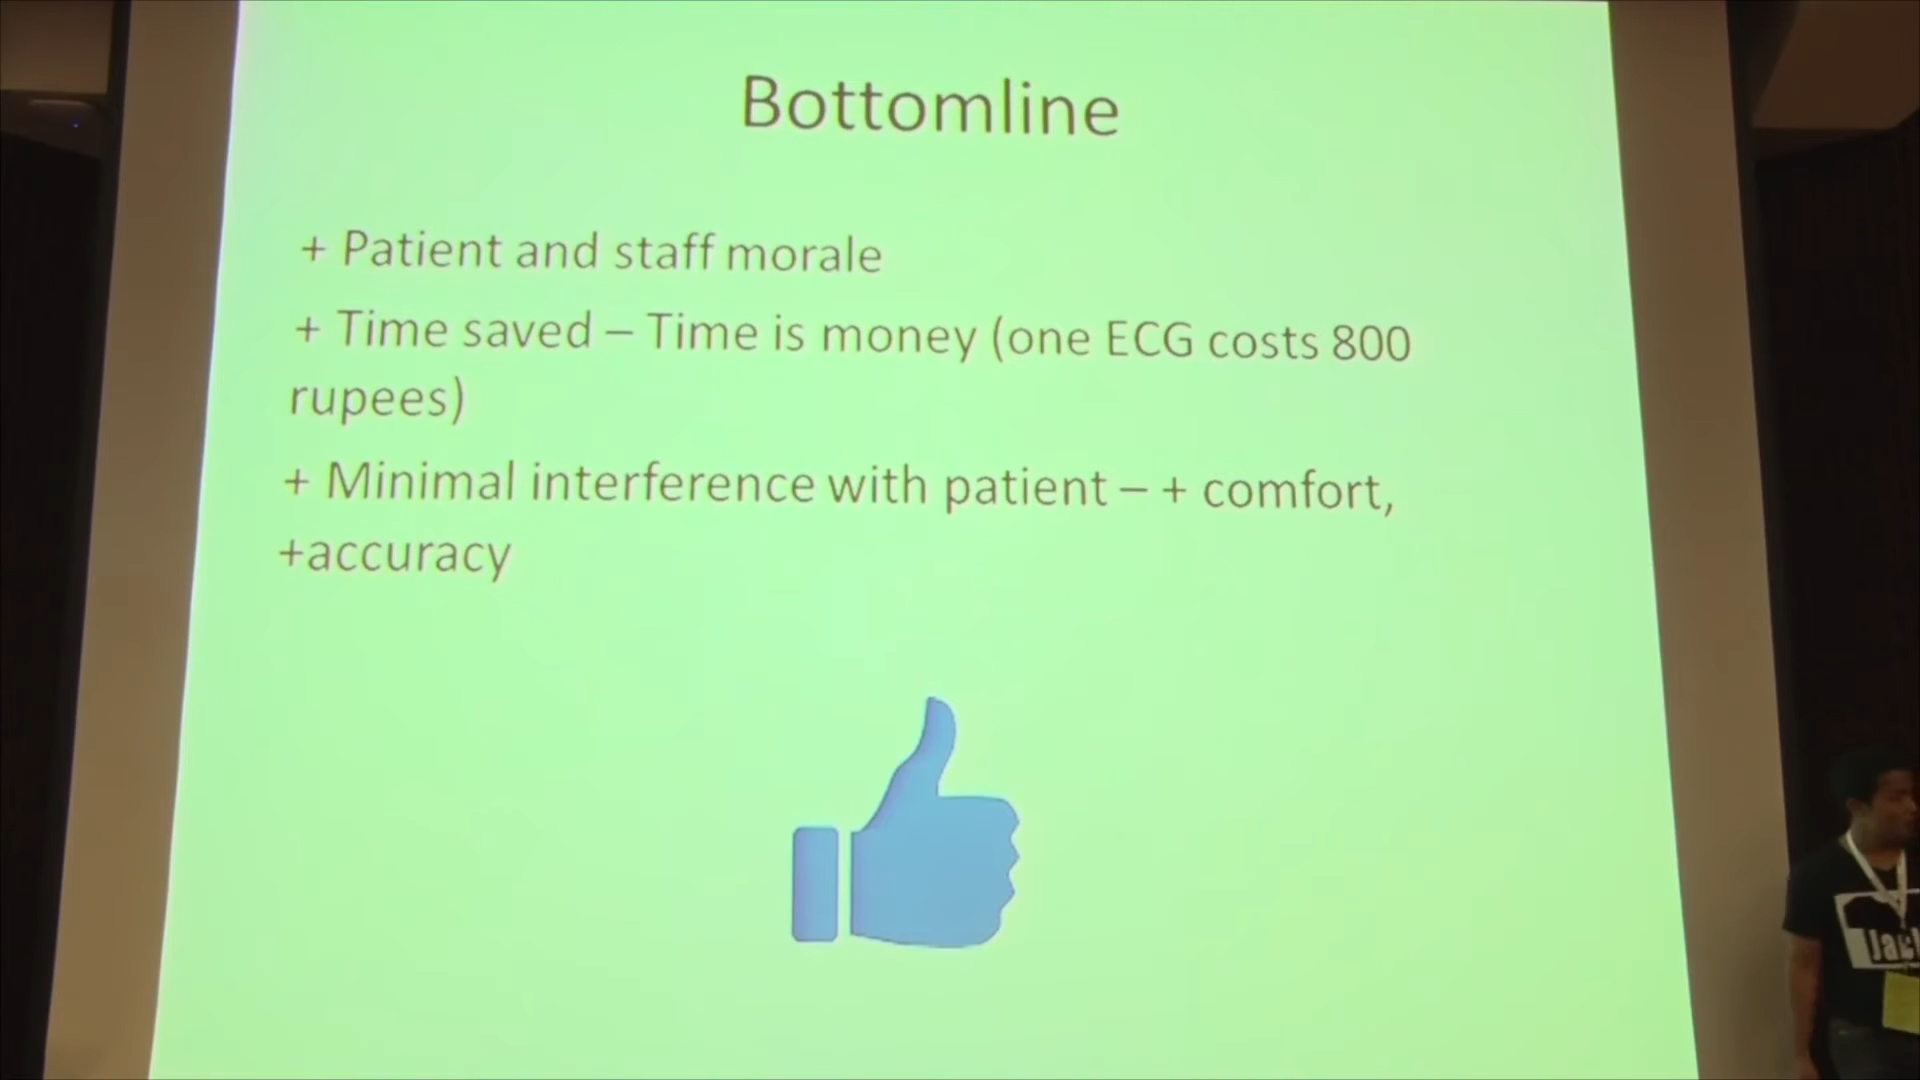 Bottomline
+ Patient and staff morale
+ Time saved – Time is money (one ECG costs 800
rupees)
+ Minimal interference with patient – + comfort,
+accuracy